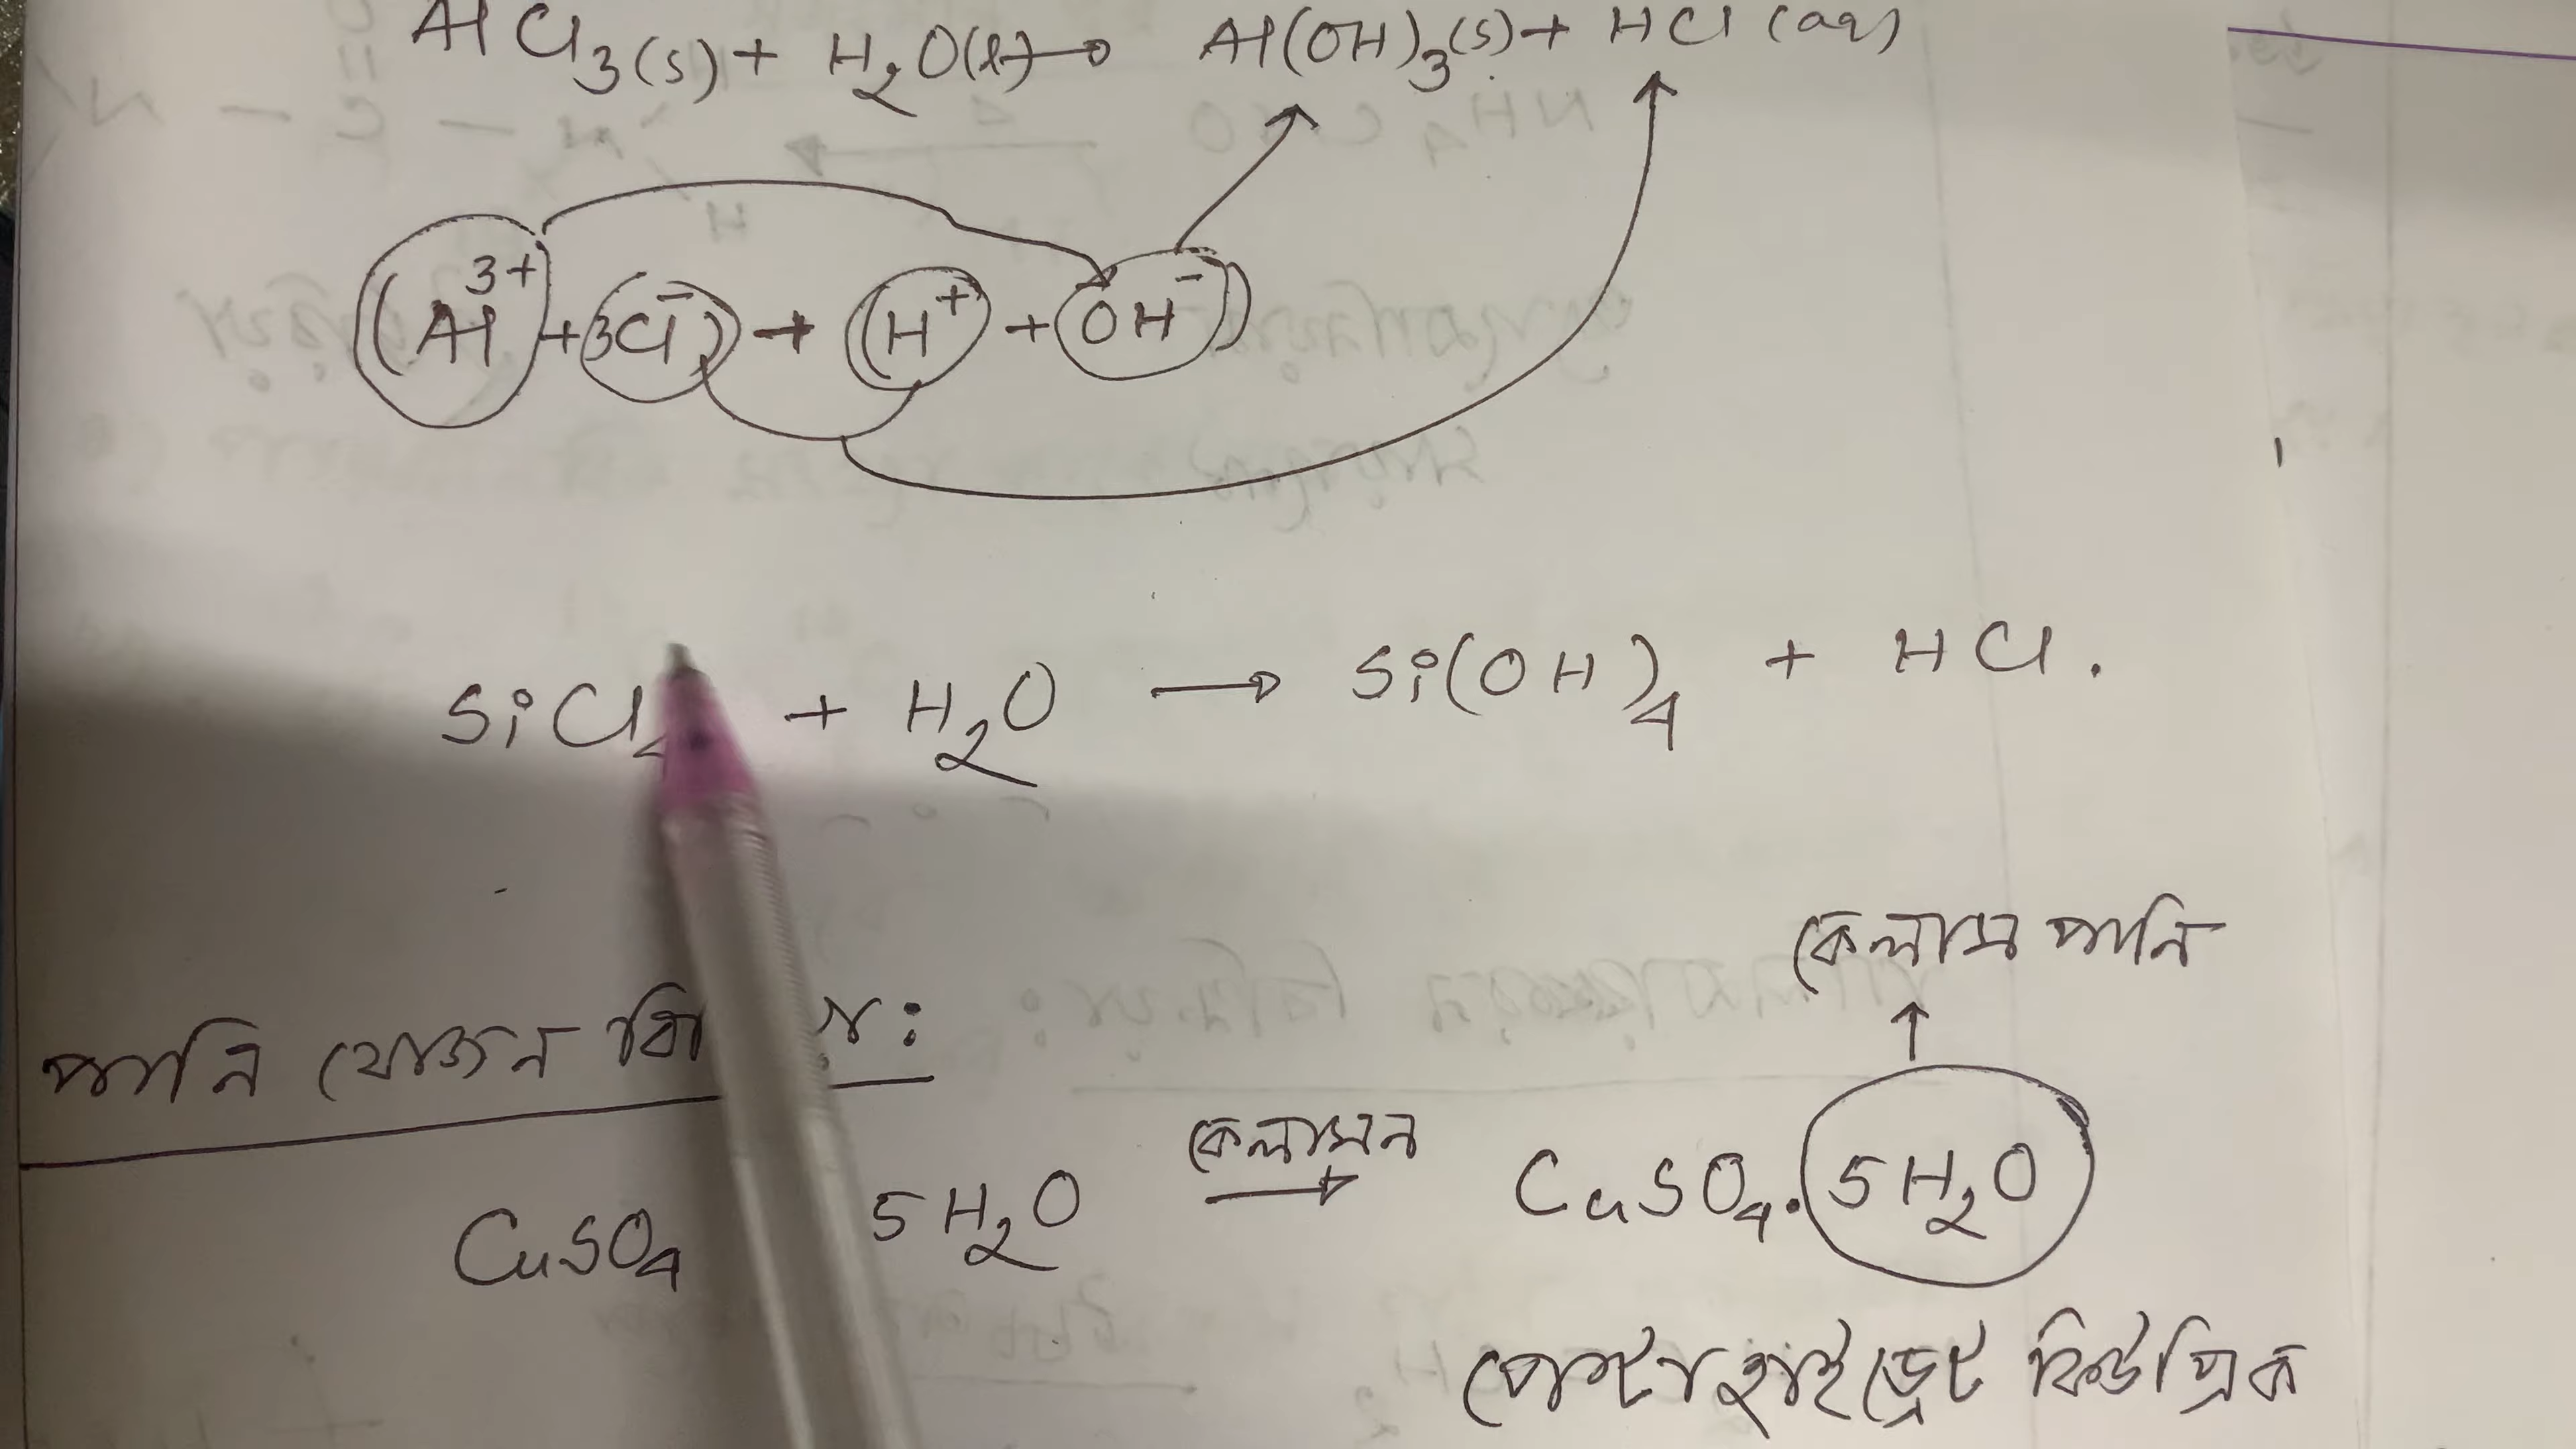 AlCl₃(s) + H₂O(l) → Al(OH)₃(s) + HCl (aq)
(Al³⁺ + 3Cl⁻) + (H⁺ + OH⁻)
SiCl₄ + H₂O → Si(OH)₄ + HCl.
কেলাস পানি
পানি যোজন
কেলাসন
CuSO₄ 5H₂O → CuSO₄.5H₂O
পেন্টাহাইড্রেট কিউপ্রিক